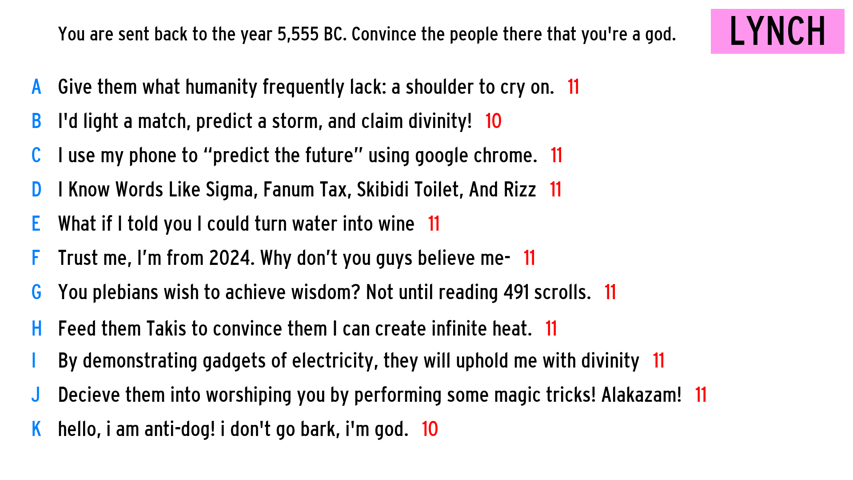 You are sent back to the year 5,555 BC. Convince the people there that you're a god.
LYNCH
A Give them what humanity frequently lack: a shoulder to cry on. 11
B I'd light a match, predict a storm, and claim divinity! 10
C I use my phone to “predict the future” using google chrome. 11
D I Know Words Like Sigma, Fanum Tax, Skibidi Toilet, And Rizz 11
E What if I told you I could turn water into wine 11
F Trust me, I’m from 2024. Why don’t you guys believe me- 11
G You plebians wish to achieve wisdom? Not until reading 491 scrolls. 11
H Feed them Takis to convince them I can create infinite heat. 11
I By demonstrating gadgets of electricity, they will uphold me with divinity 11
J Decieve them into worshiping you by performing some magic tricks! Alakazam! 11
K hello, i am anti-dog! i don't go bark, i'm god. 10